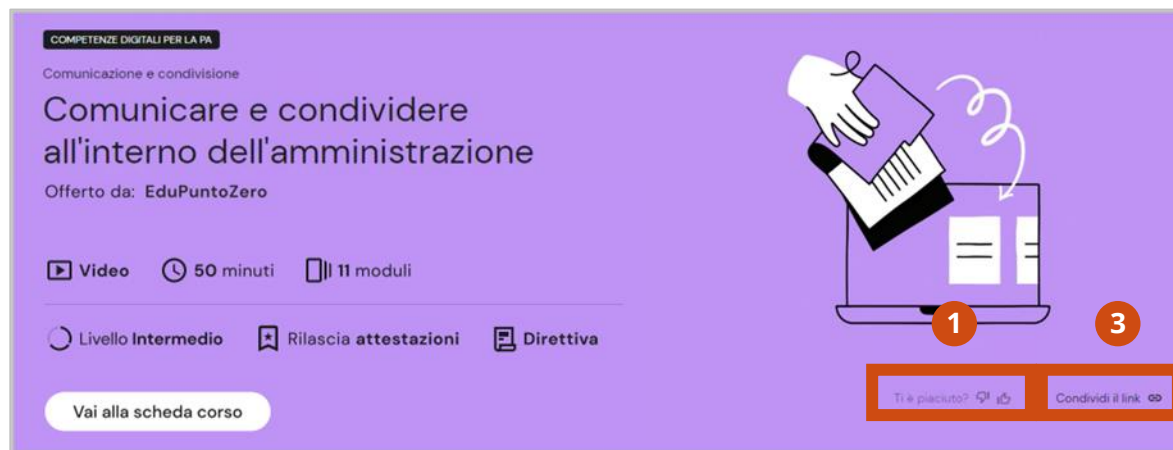 COMPETENZE DIGITALI PER LA PA
Comunicazione e condivisione
Comunicare e condividere
all'interno dell'amministrazione
Offerto da: EduPuntoZero
Video 50 minuti 11 moduli
Livello Intermedio Rilascia attestazioni Direttiva
Vai alla scheda corso
1
3
Ti è piaciuto?
Condividi il link